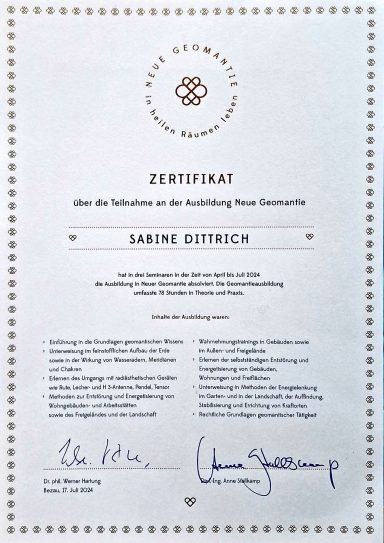 NEUE GEOMANTIE
in heilen Räumen leben
ZERTIFIKAT
über die Teilnahme an der Ausbildung Neue Geomantie
SABINE DITTRICH
hat in drei Seminaren in der Zeit von April bis Juli 2024
die Ausbildung in Neuer Geomantie absolviert. Die Geomantieausbildung
umfasste 78 Stunden in Theorie und Praxis.
Inhalte der Ausbildung waren:
Einführung in die Grundlagen geomantischen Wissens
Unterweisung im feinstofflichen Aufbau der Erde
sowie in der Wirkung von Wasseradern, Meridianen
und Chakren
Erlernen des Umgangs mit radiästhetischen Geräten
wie Rute, Lecher- und H 3-Antenne, Pendel, Tensor
Methoden zur Entstörung und Energetisierung von
Wohngebäuden- und Arbeitsstätten
sowie des Freigeländes und der Landschaft
Wahrnehmungstrainings in Gebäuden sowie
im Außen- und Freigelände
Erlernen der selbstständigen Entstörung und
Energetisierung von Gebäuden,
Wohnungen und Freiflächen
Unterweisung in Methoden der Energielenkung
im Garten- und in der Landschaft, der Auffindung,
Stabilisierung und Errichtung von Kraftorten
Rechtliche Grundlagen geomantischer Tätigkeit
Dr. phil. Werner Hartung
Bezau, 17. Juli 2024
Ing. Anne Stallkamp